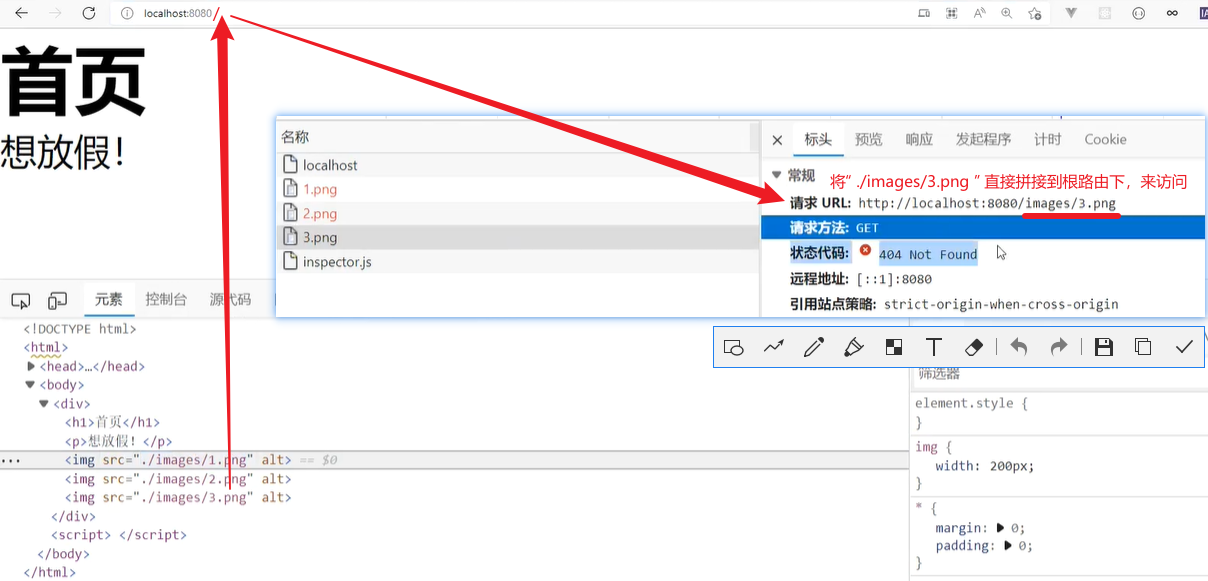 localhost:8080/
首页
想放假！
名称
localhost
1.png
2.png
3.png
inspector.js
标头 预览 响应 发起程序 计时 Cookie
常规
将“ ./images/3.png ” 直接拼接到根路由下，来访问
请求 URL: http://localhost:8080/images/3.png
请求方法: GET
状态代码: 404 Not Found
远程地址: [::1]:8080
引用站点策略: strict-origin-when-cross-origin
元素 控制台 源代码
<!DOCTYPE html>
<html>
<head>…</head>
<body>
<div>
<h1>首页</h1>
<p>想放假！</p>
<img src="./images/1.png" alt> == $0
<img src="./images/2.png" alt>
<img src="./images/3.png" alt>
</div>
<script> </script>
</body>
</html>
筛选器
element.style {
}
img {
width: 200px;
}
* {
margin: 0;
padding: 0;
}